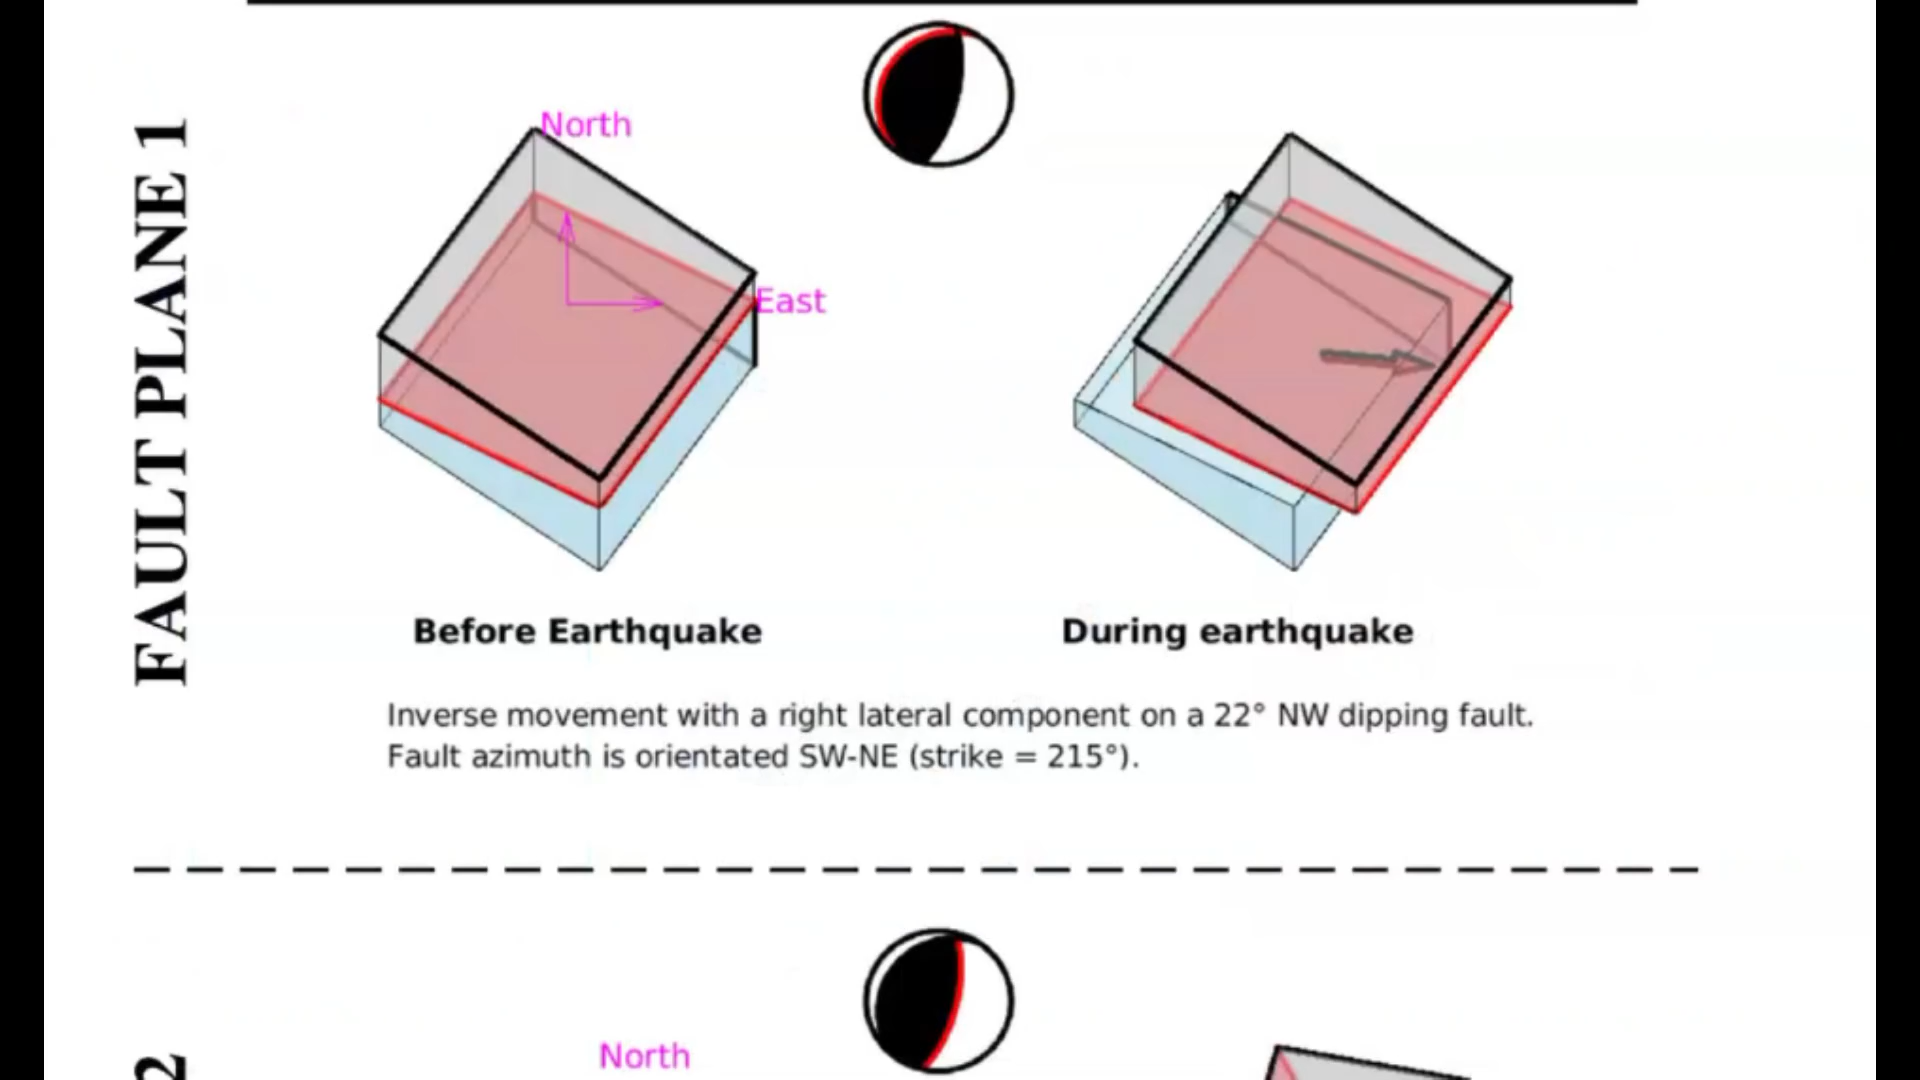 FAULT PLANE 1
North
East
Before Earthquake
During earthquake
Inverse movement with a right lateral component on a 22° NW dipping fault.
Fault azimuth is orientated SW-NE (strike = 215°).
2
North